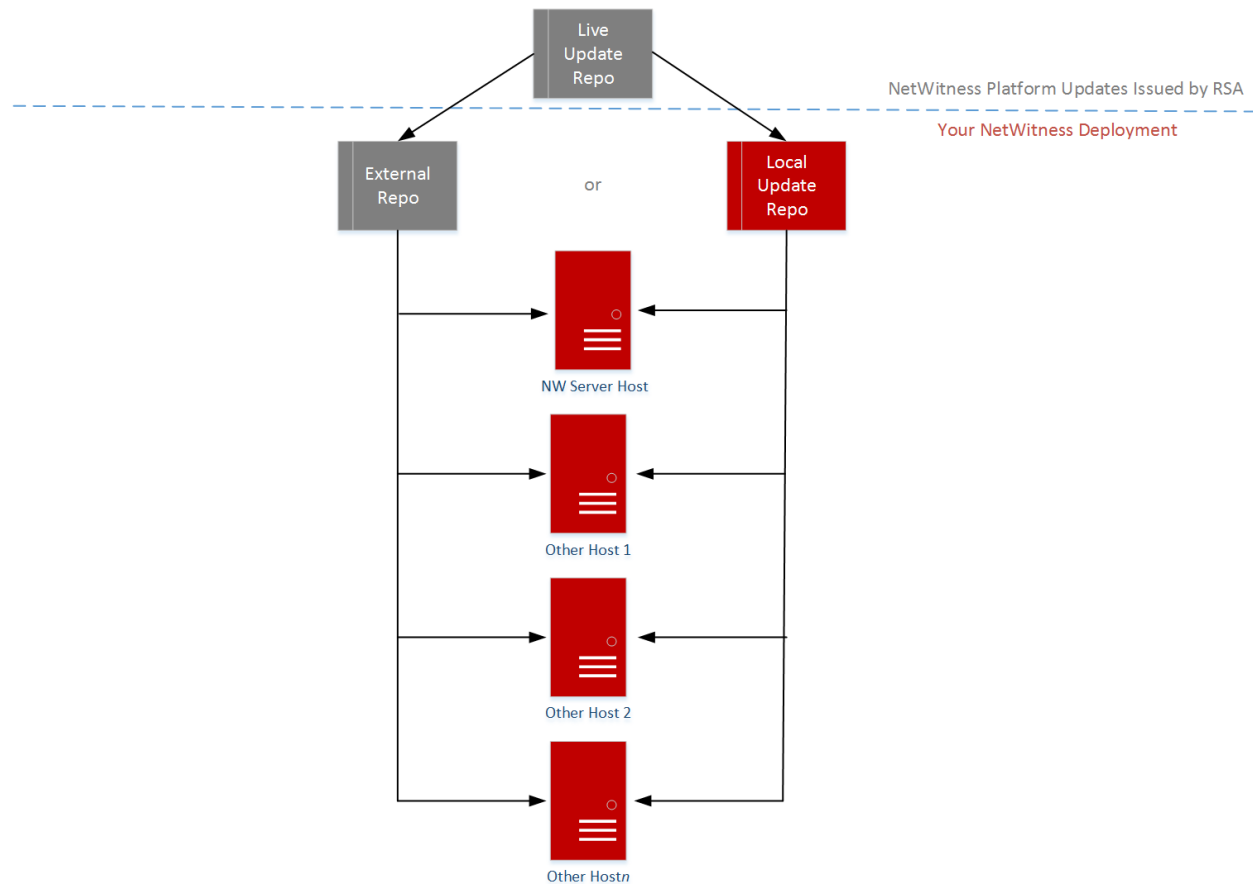 Live
Update
Repo
NetWitness Platform Updates Issued by RSA
Your NetWitness Deployment
External
Repo
or
Local
Update
Repo
NW Server Host
Other Host 1
Other Host 2
Other Hostn